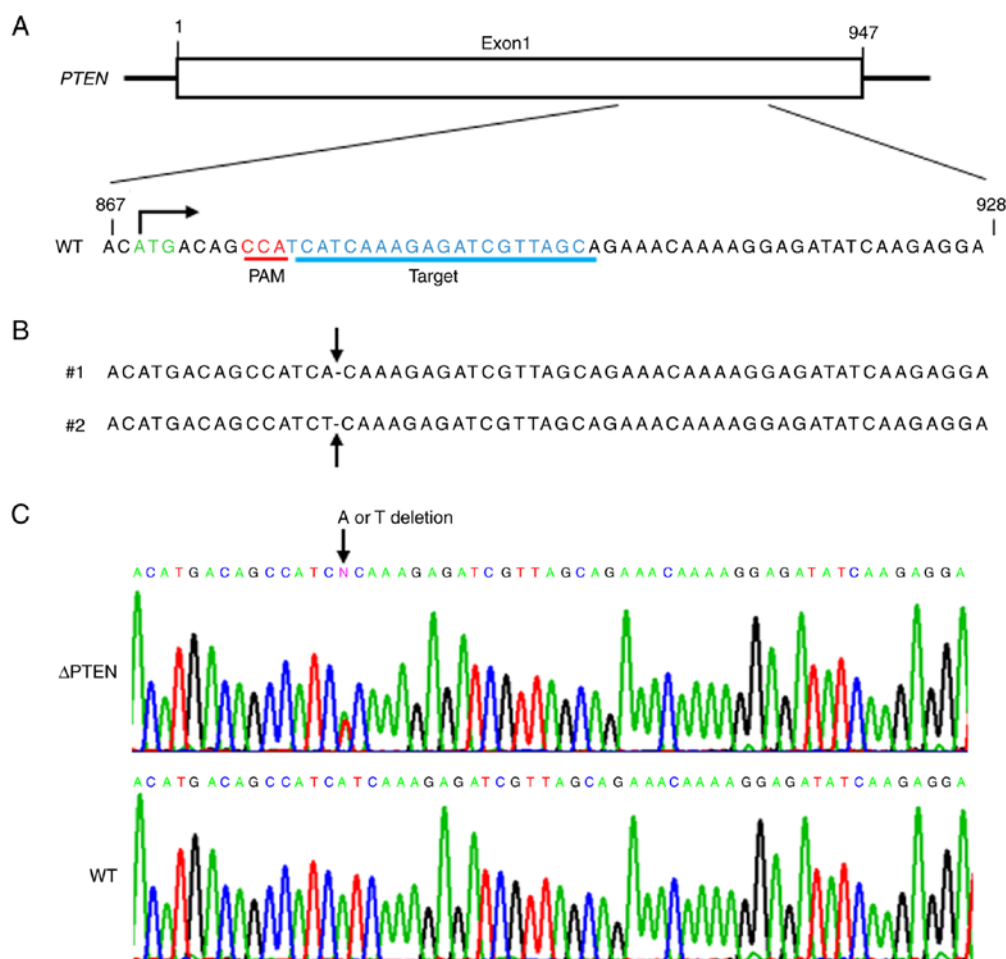 A
1
Exon1
947
PTEN
867
928
WT ACATGACAGCCATCATCAAAGAGATCGTTAGCAGAAACAAAAGGAGATATCAAGAGGA
PAM
Target
B
#1 ACATGACAGCCATCA-CAAAGAGATCGTTAGCAGAAACAAAAGGAGATATCAAGAGGA
#2 ACATGACAGCCATCT-CAAAGAGATCGTTAGCAGAAACAAAAGGAGATATCAAGAGGA
C
A or T deletion
ACATGACAGCCATCNCAAAGAGATCGTTAGCAGAAACAAAAGGAGATATCAAGAGGA
ΔPTEN
ACATGACAGCCATCATCAAAGAGATCGTTAGCAGAAACAAAAGGAGATATCAAGAGGA
WT